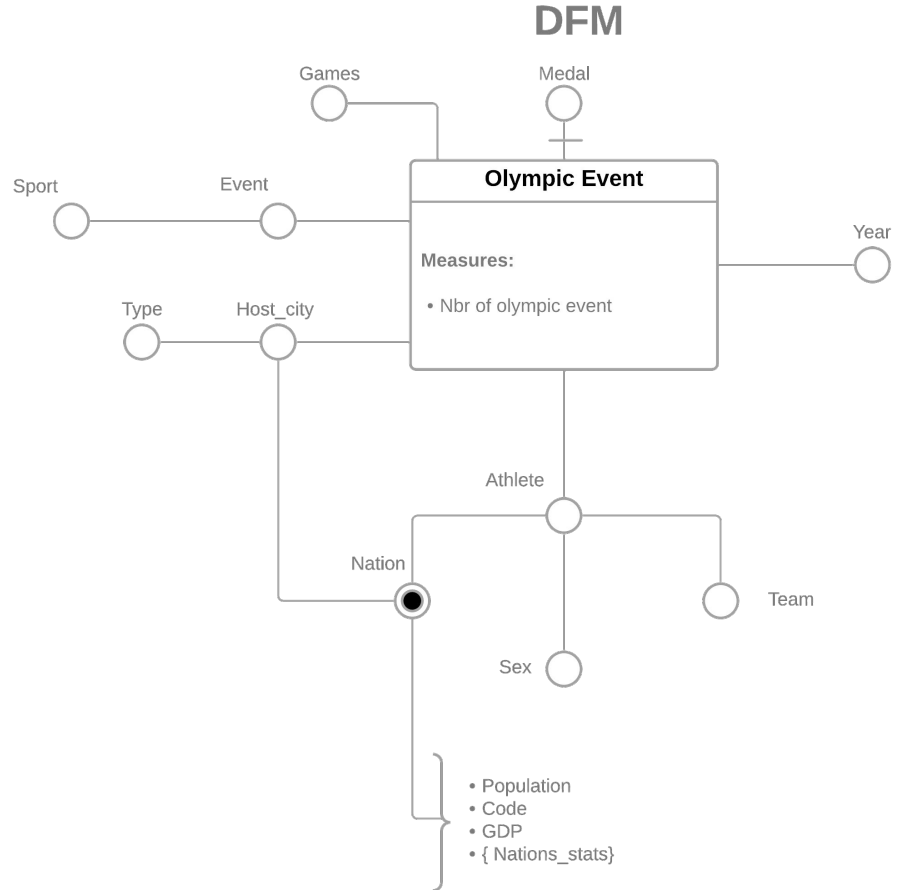 DFM
Games
Medal
Olympic Event
Sport
Event
Year
Measures:
• Nbr of olympic event
Type
Host_city
Athlete
Nation
Team
Sex
• Population
• Code
• GDP
• { Nations_stats}